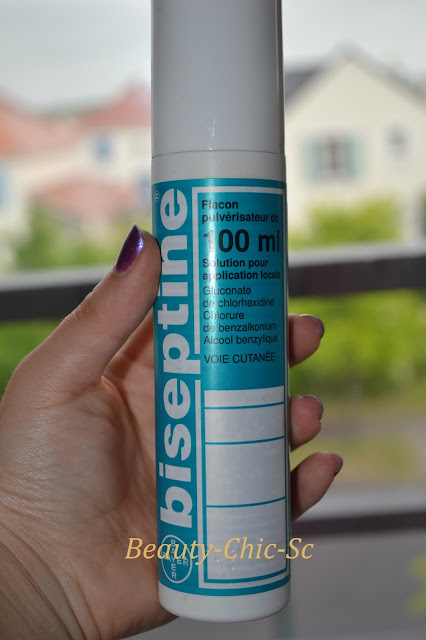 biseptine®
Flacon
pulvérisateur de
100 ml
Solution pour
application locale
Gluconate
de chlorhexidine
Chlorure
de benzalkonium
Alcool benzylique
VOIE CUTANÉE
BAYER
Beauty-Chic-Sc